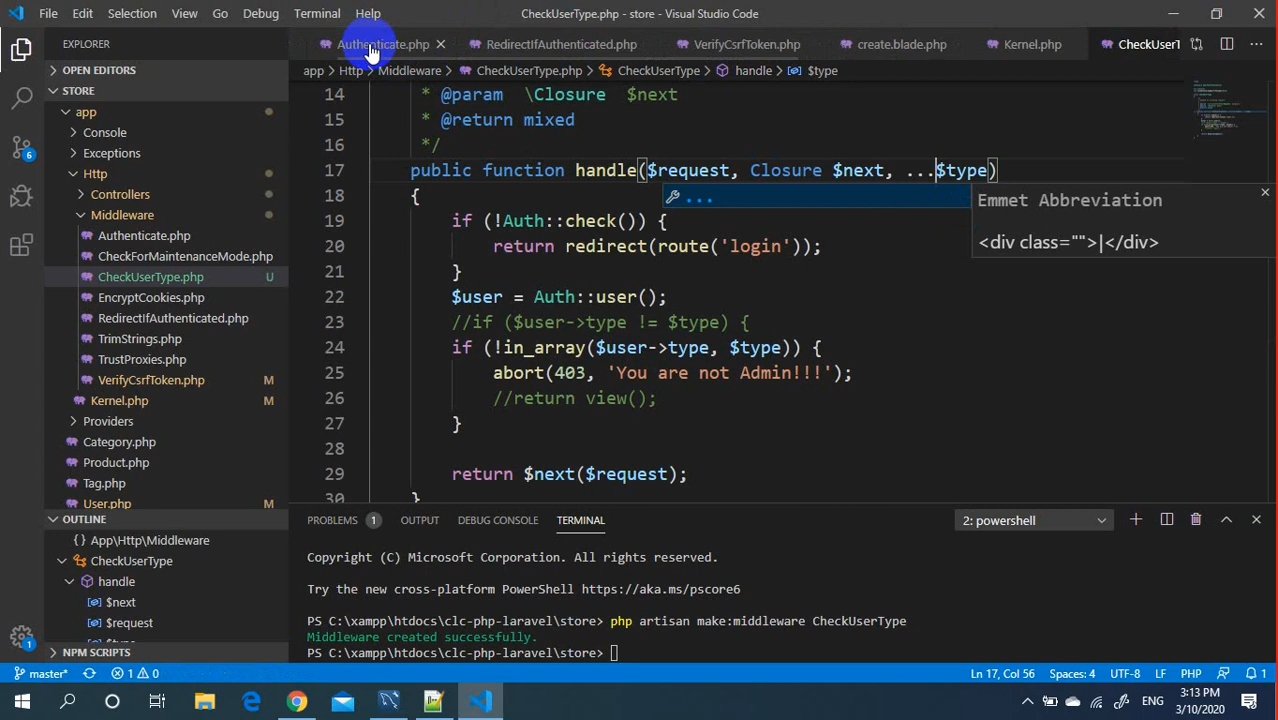 File Edit Selection View Go Debug Terminal Help
CheckUserType.php - store - Visual Studio Code
EXPLORER
OPEN EDITORS
STORE
app
Console
Exceptions
Http
Controllers
Middleware
Authenticate.php
CheckForMaintenanceMode.php
CheckUserType.php U
EncryptCookies.php
RedirectIfAuthenticated.php
TrimStrings.php
TrustProxies.php
VerifyCsrfToken.php M
Kernel.php M
Providers
Category.php
Product.php
Tag.php
User.php M
OUTLINE
App\Http\Middleware
CheckUserType
handle
$next
$request
$type
NPM SCRIPTS
Authenticate.php RedirectIfAuthenticated.php VerifyCsrfToken.php create.blade.php Kernel.php CheckUserT
app > Http > Middleware > CheckUserType.php > CheckUserType > handle > $type
14 * @param \Closure $next
15 * @return mixed
16 */
17 public function handle($request, Closure $next, ...$type)
18 {
19 if (!Auth::check()) {
20 return redirect(route('login'));
21 }
22 $user = Auth::user();
23 //if ($user->type != $type) {
24 if (!in_array($user->type, $type)) {
25 abort(403, 'You are not Admin!!!');
26 //return view();
27 }
28
29 return $next($request);
30 }
...
Emmet Abbreviation
<div class="">|</div>
PROBLEMS 1 OUTPUT DEBUG CONSOLE TERMINAL
2: powershell
Copyright (C) Microsoft Corporation. All rights reserved.
Try the new cross-platform PowerShell https://aka.ms/pscore6
PS C:\xampp\htdocs\clc-php-laravel\store> php artisan make:middleware CheckUserType
Middleware created successfully.
PS C:\xampp\htdocs\clc-php-laravel\store>
master* 1 0
Ln 17, Col 56 Spaces: 4 UTF-8 LF PHP 1
1
ENG
3:13 PM
3/10/2020